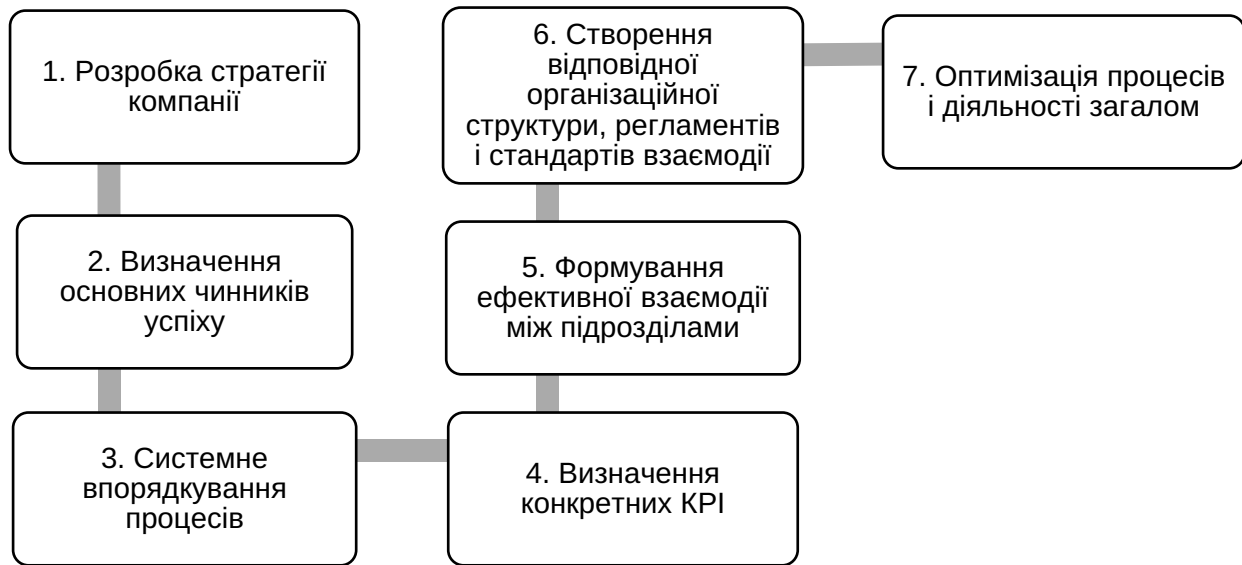 1. Розробка стратегії
компанії
2. Визначення
основних чинників
успіху
3. Системне
впорядкування
процесів
4. Визначення
конкретних КРІ
5. Формування
ефективної взаємодії
між підрозділами
6. Створення
відповідної
організаційної
структури, регламентів
і стандартів взаємодії
7. Оптимізація процесів
і діяльності загалом